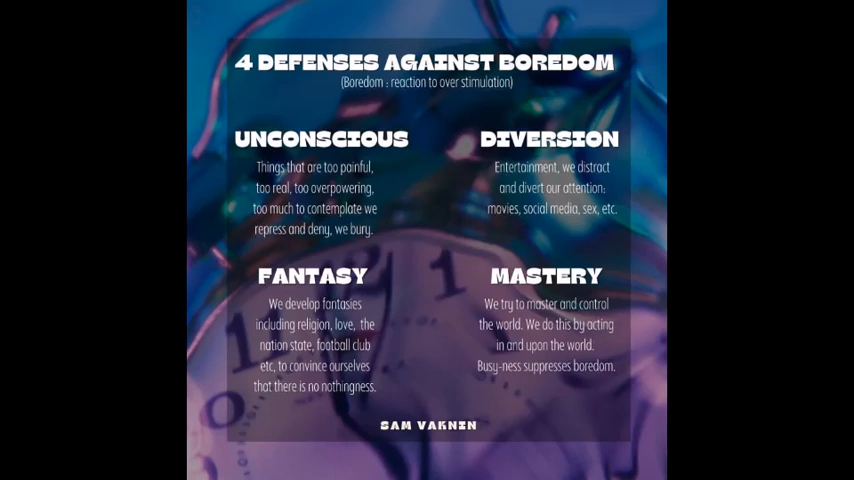 4 DEFENSES AGAINST BOREDOM
(Boredom : reaction to over stimulation)
UNCONSCIOUS
Things that are too painful,
too real, too overpowering,
too much to contemplate we
repress and deny, we bury.
DIVERSION
Entertainment, we distract
and divert our attention:
movies, social media, sex, etc.
FANTASY
We develop fantasies
including religion, love, the
nation state, football club
etc, to convince ourselves
that there is no nothingness.
MASTERY
We try to master and control
the world. We do this by acting
in and upon the world.
Busy-ness suppresses boredom.
SAM VAKNIN